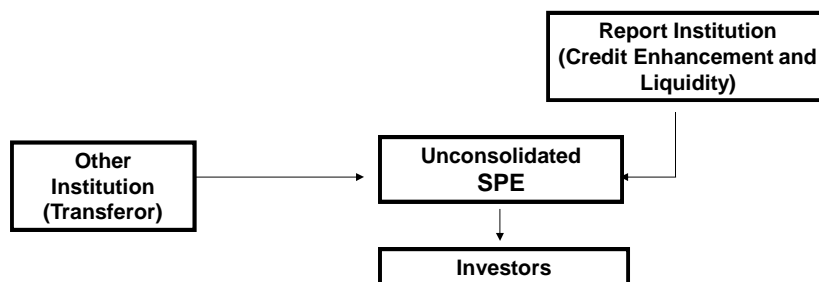 Report Institution
(Credit Enhancement and
Liquidity)
Other
Institution
(Transferor)
Unconsolidated
SPE
Investors